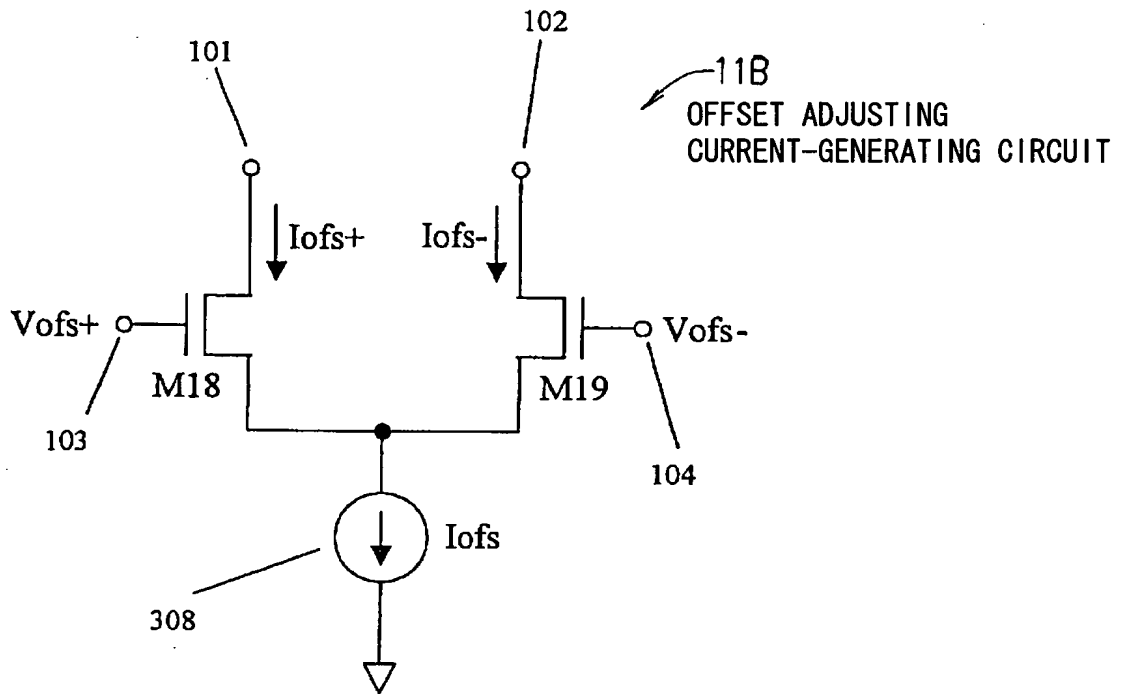 101
102
11B
OFFSET ADJUSTING
CURRENT-GENERATING CIRCUIT
Iofs+
Iofs-
Vofs+
Vofs-
M18
M19
103
104
Iofs
308